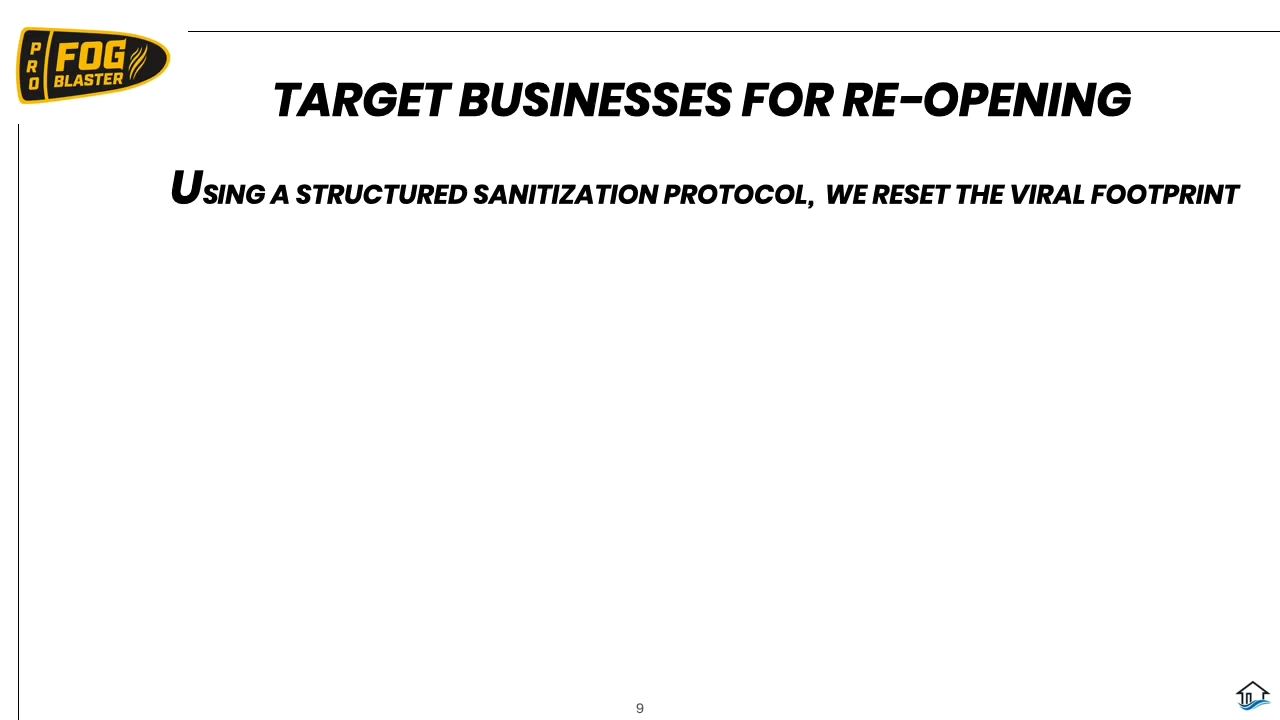 PRO
FOG
BLASTER
TARGET BUSINESSES FOR RE-OPENING
USING A STRUCTURED SANITIZATION PROTOCOL, WE RESET THE VIRAL FOOTPRINT
9